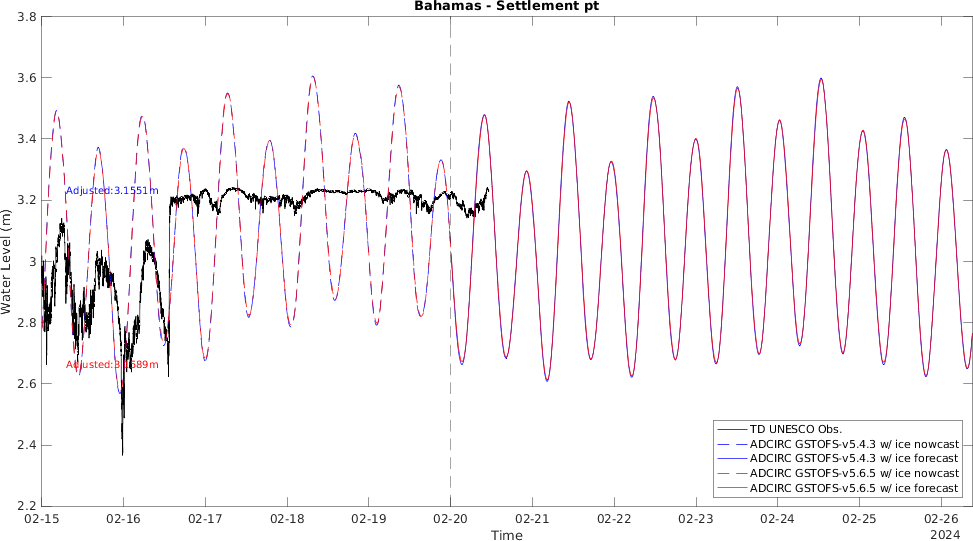 Bahamas - Settlement pt
Water Level (m)
3.8
3.6
3.4
3.2
3
2.8
2.6
2.4
2.2
Adjusted:3.1551m
TD UNESCO Obs.
ADCIRC GSTOFS-v5.4.3 w/ ice nowcast
ADCIRC GSTOFS-v5.4.3 w/ ice forecast
ADCIRC GSTOFS-v5.6.5 w/ ice nowcast
ADCIRC GSTOFS-v5.6.5 w/ ice forecast
02-15 02-16 02-17 02-18 02-19 02-20 02-21 02-22 02-23 02-24 02-25 02-26
2024
Time